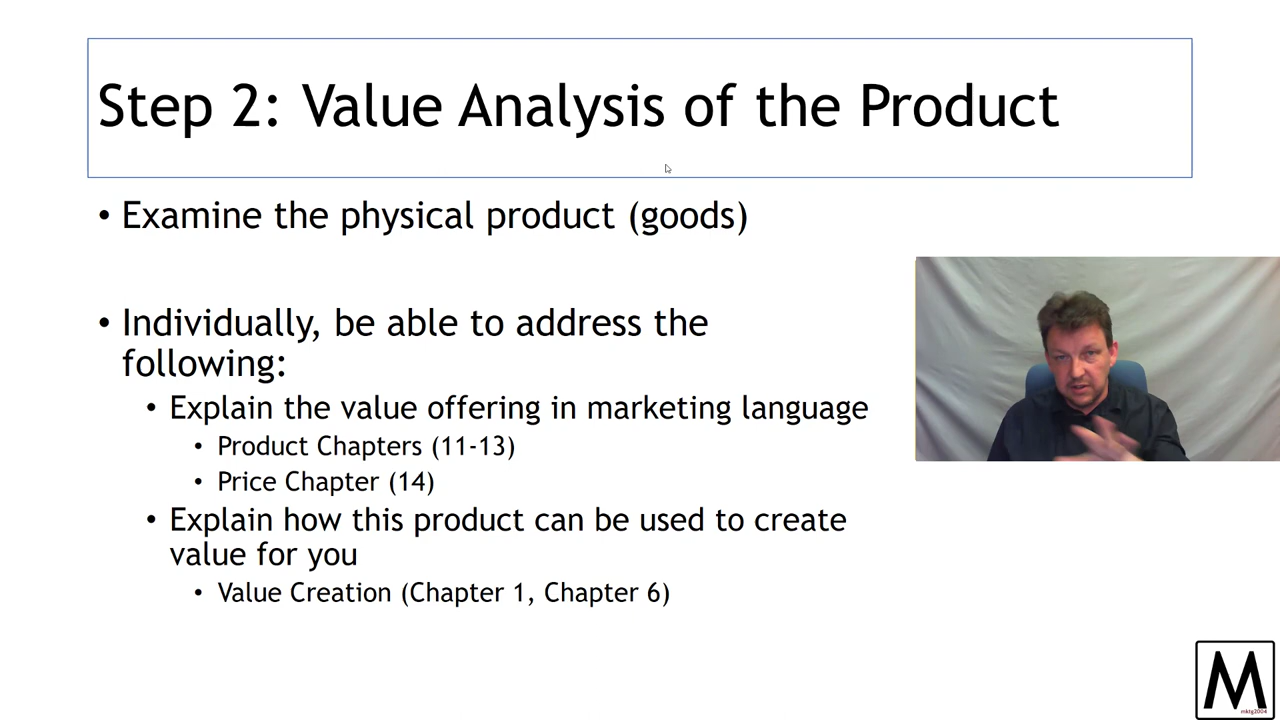 Step 2: Value Analysis of the Product
• Examine the physical product (goods)
• Individually, be able to address the
following:
• Explain the value offering in marketing language
• Product Chapters (11-13)
• Price Chapter (14)
• Explain how this product can be used to create
value for you
• Value Creation (Chapter 1, Chapter 6)
M
mktg2004